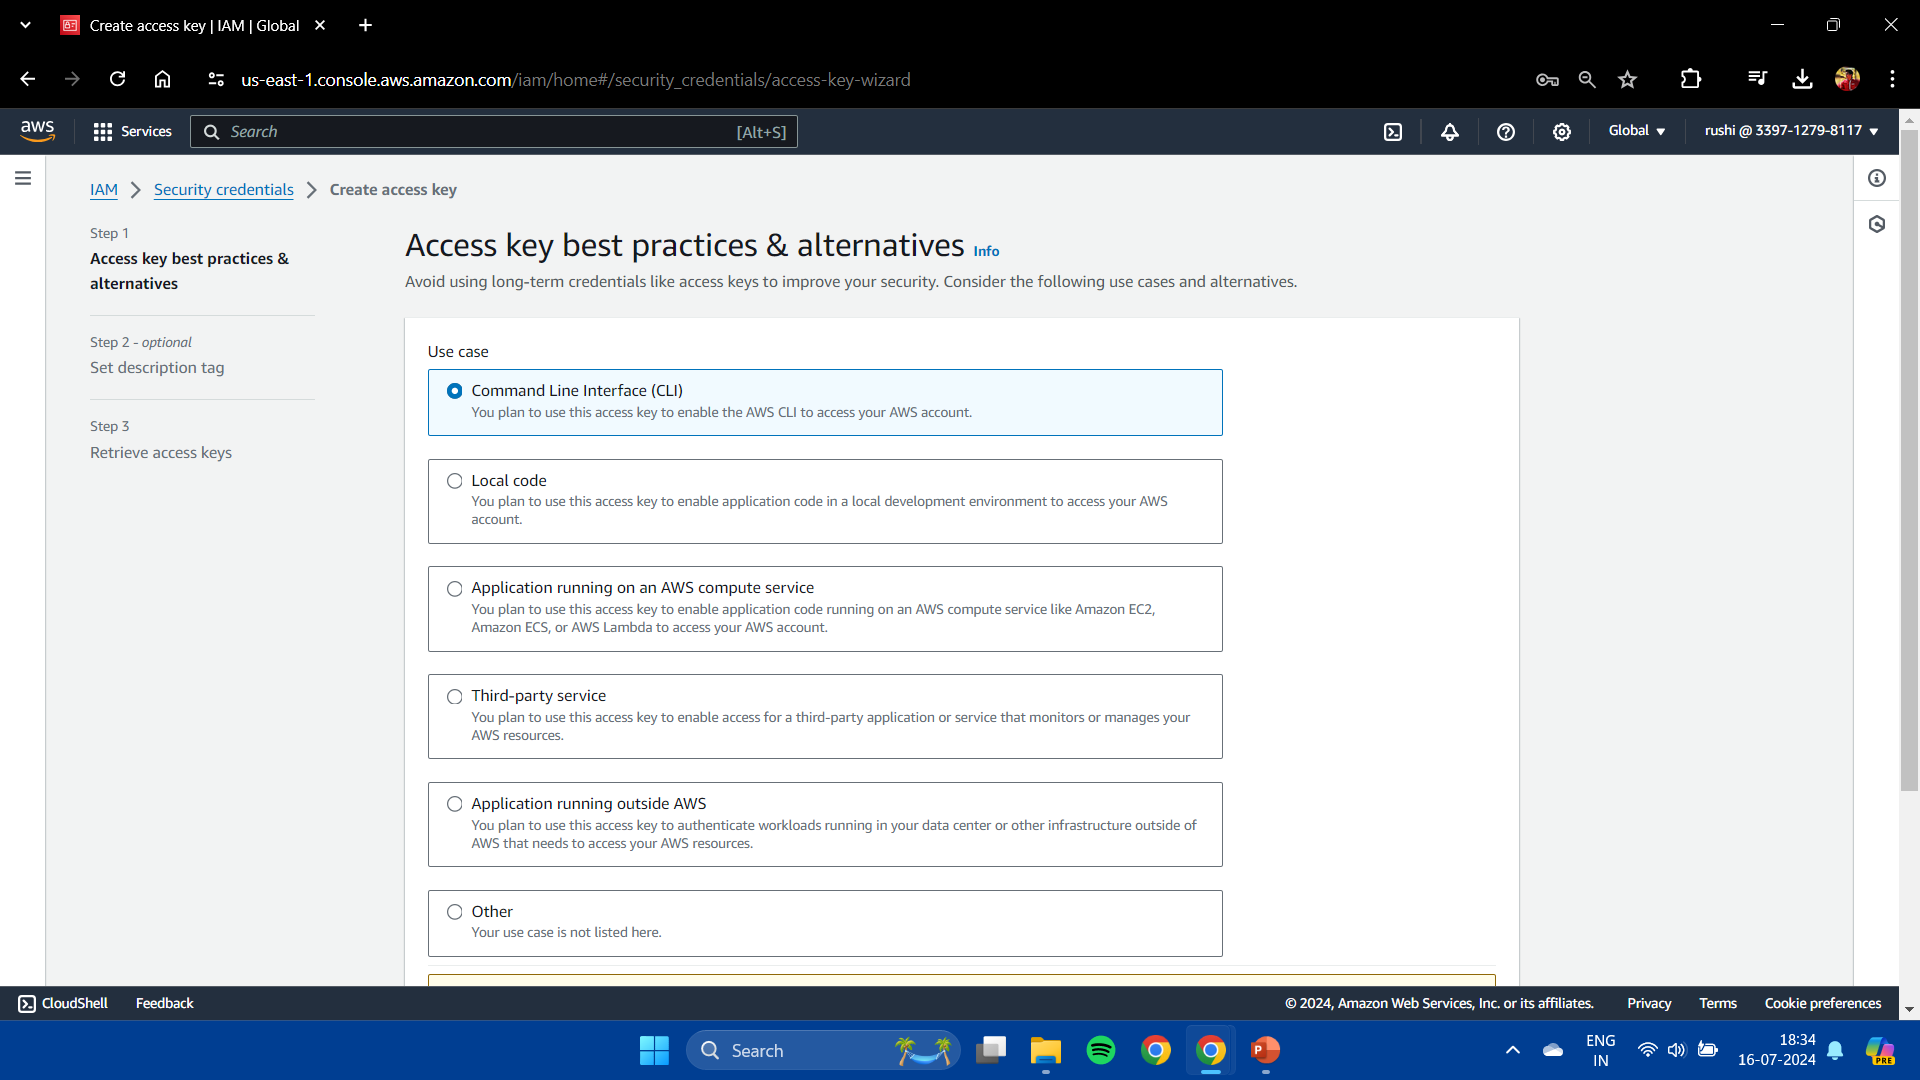 Create access key | IAM | Global
us-east-1.console.aws.amazon.com/iam/home#/security_credentials/access-key-wizard
aws
Services
Search
[Alt+S]
Global
rushi @ 3397-1279-8117
IAM
Security credentials
Create access key
Step 1
Access key best practices &
alternatives
Step 2 - optional
Set description tag
Step 3
Retrieve access keys
Access key best practices & alternatives Info
Avoid using long-term credentials like access keys to improve your security. Consider the following use cases and alternatives.
Use case
Command Line Interface (CLI)
You plan to use this access key to enable the AWS CLI to access your AWS account.
Local code
You plan to use this access key to enable application code in a local development environment to access your AWS
account.
Application running on an AWS compute service
You plan to use this access key to enable application code running on an AWS compute service like Amazon EC2,
Amazon ECS, or AWS Lambda to access your AWS account.
Third-party service
You plan to use this access key to enable access for a third-party application or service that monitors or manages your
AWS resources.
Application running outside AWS
You plan to use this access key to authenticate workloads running in your data center or other infrastructure outside of
AWS that needs to access your AWS resources.
Other
Your use case is not listed here.
CloudShell
Feedback
© 2024, Amazon Web Services, Inc. or its affiliates.
Privacy
Terms
Cookie preferences
Search
P
ENG
IN
18:34
16-07-2024
PRE